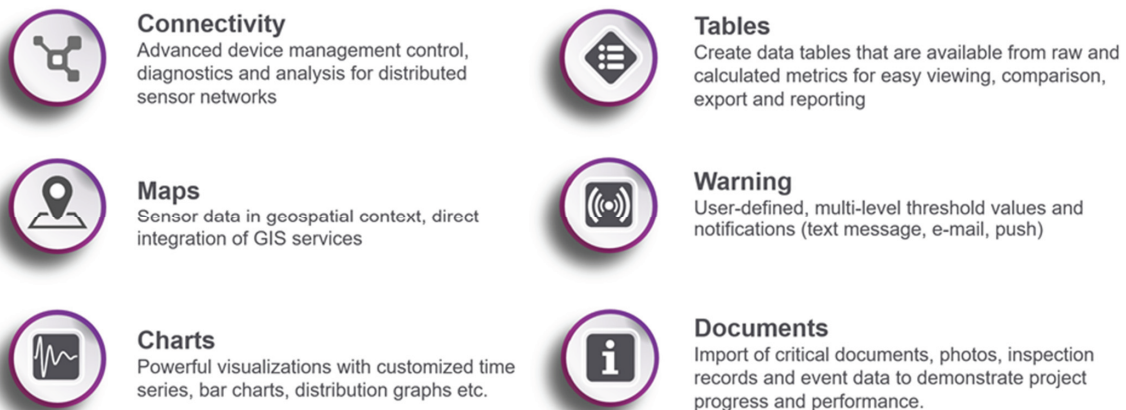 Connectivity
Advanced device management control,
diagnostics and analysis for distributed
sensor networks
Maps
Sensor data in geospatial context, direct
integration of GIS services
Charts
Powerful visualizations with customized time
series, bar charts, distribution graphs etc.
Tables
Create data tables that are available from raw and
calculated metrics for easy viewing, comparison,
export and reporting
Warning
User-defined, multi-level threshold values and
notifications (text message, e-mail, push)
Documents
Import of critical documents, photos, inspection
records and event data to demonstrate project
progress and performance.